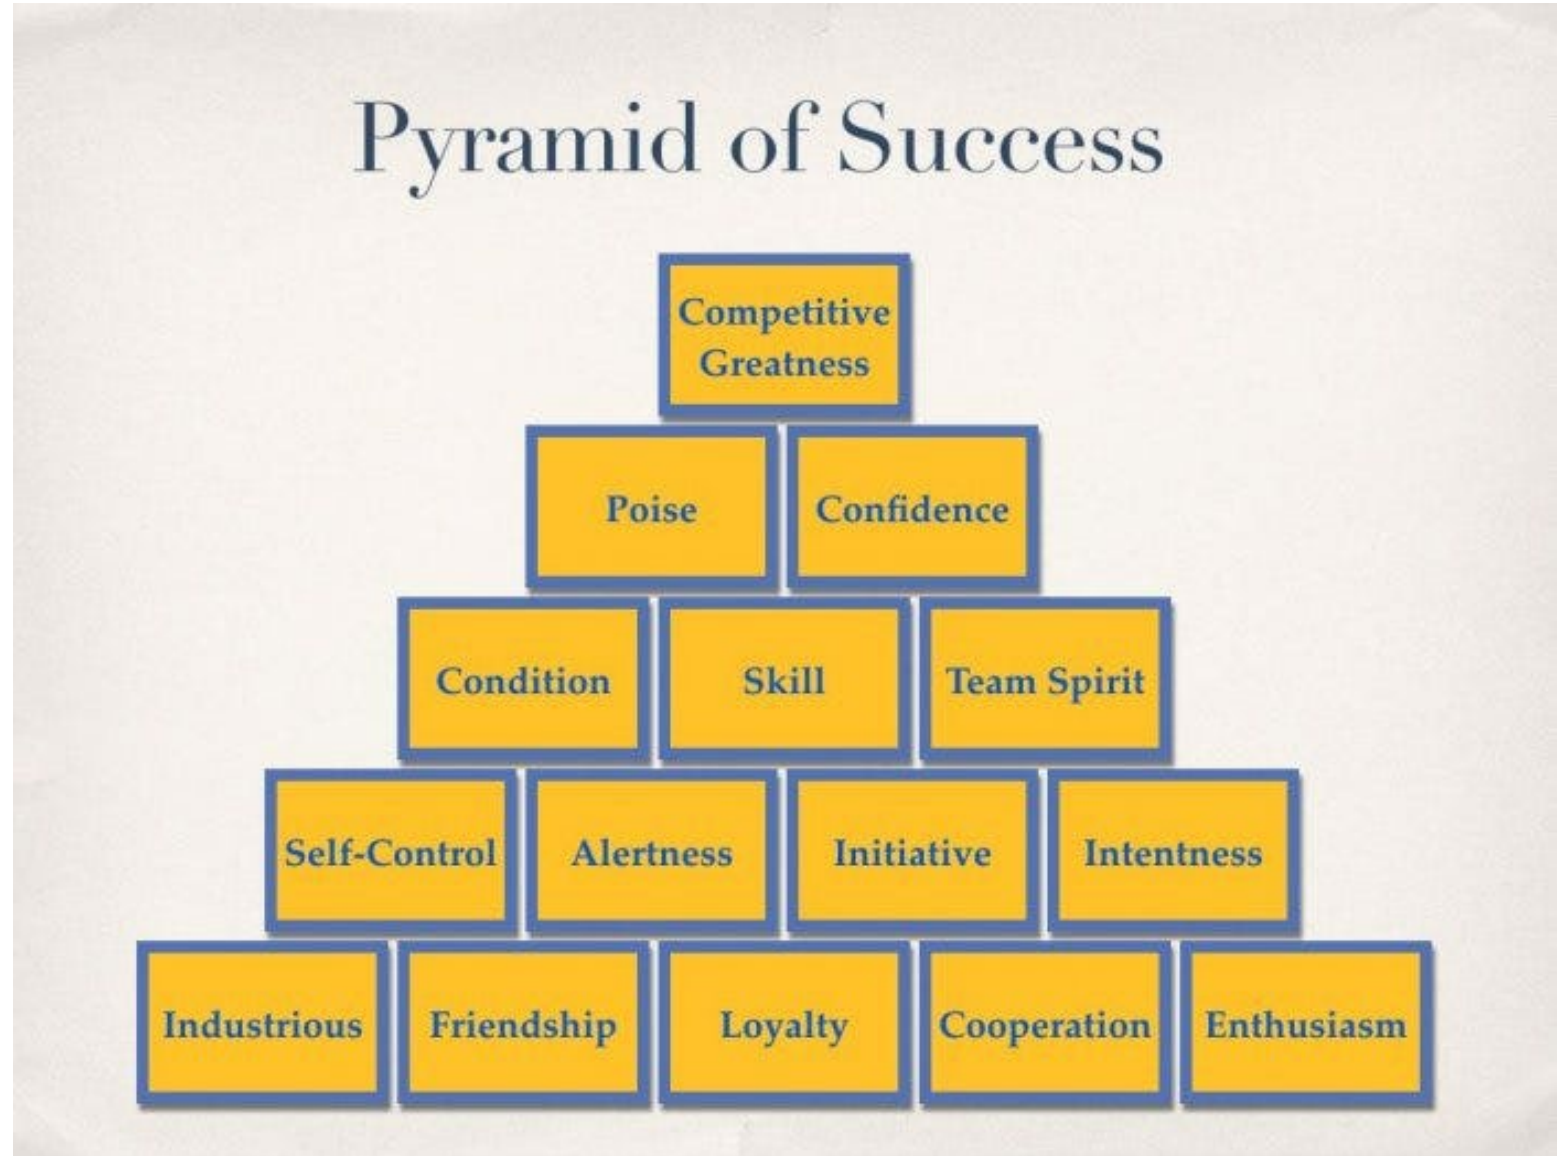 Pyramid of Success
Competitive
Greatness
Poise
Confidence
Condition
Skill
Team Spirit
Self-Control
Alertness
Initiative
Intentness
Industrious
Friendship
Loyalty
Cooperation
Enthusiasm